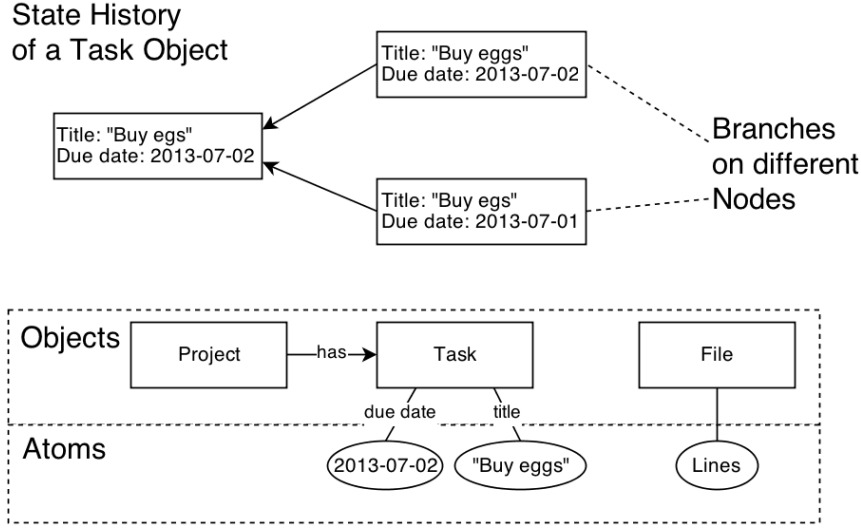 State History
of a Task Object
Title: "Buy eggs"
Due date: 2013-07-02
Title: "Buy egs"
Due date: 2013-07-02
Branches
on different
Nodes
Title: "Buy egs"
Due date: 2013-07-01
Objects
Project
has
Task
File
due date
title
Atoms
2013-07-02
"Buy eggs"
Lines